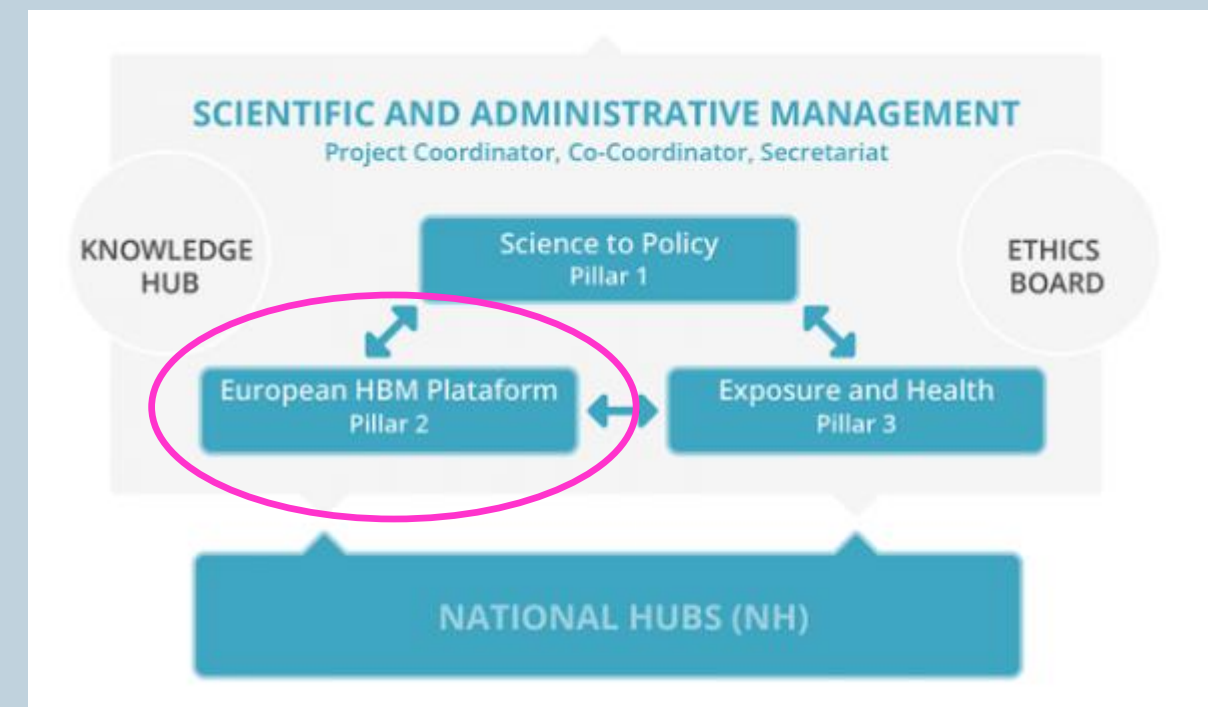 SCIENTIFIC AND ADMINISTRATIVE MANAGEMENT
Project Coordinator, Co-Coordinator, Secretariat
KNOWLEDGE
HUB
Science to Policy
Pillar 1
ETHICS
BOARD
European HBM Plataform
Pillar 2
Exposure and Health
Pillar 3
NATIONAL HUBS (NH)